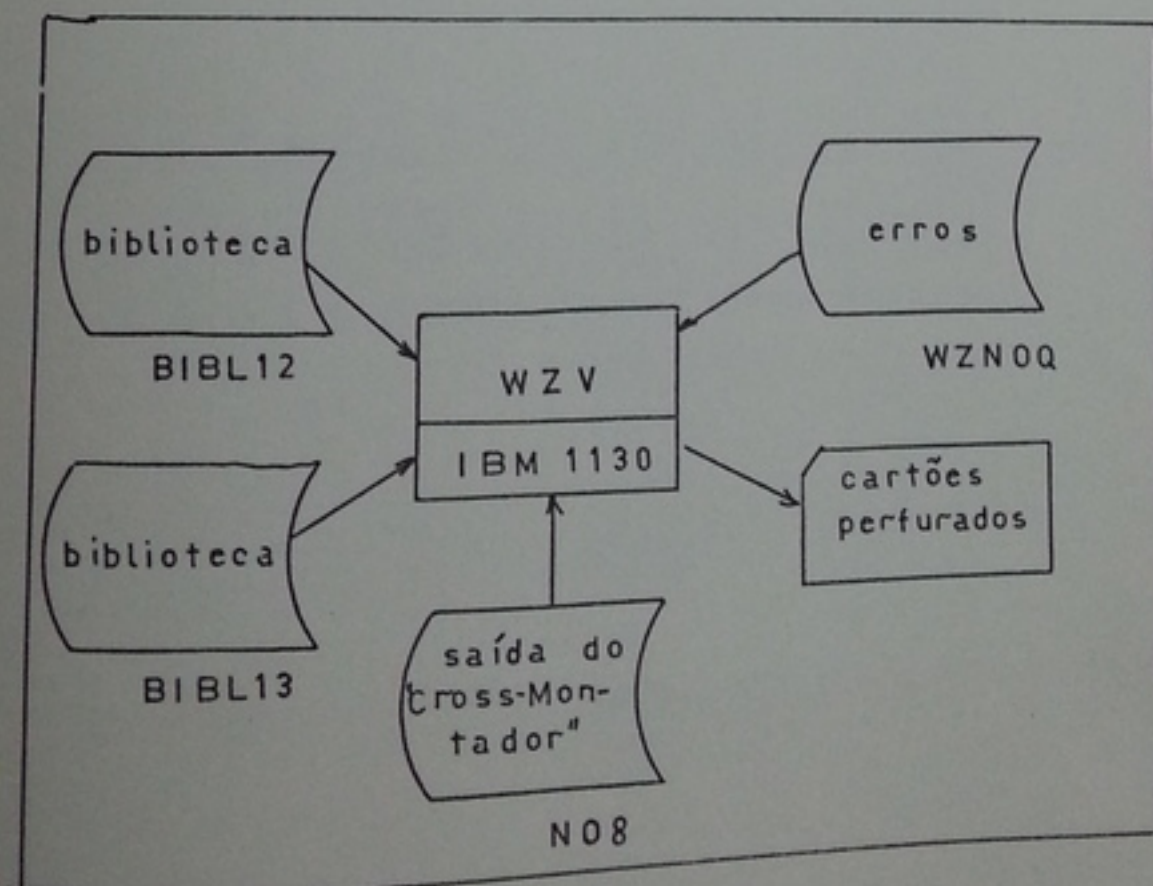 biblioteca
BIBL12
erros
WZNOQ
WZV
IBM 1130
cartões
perfurados
biblioteca
BIBL13
saída do
"Cross-Mon-
tador"
NO8